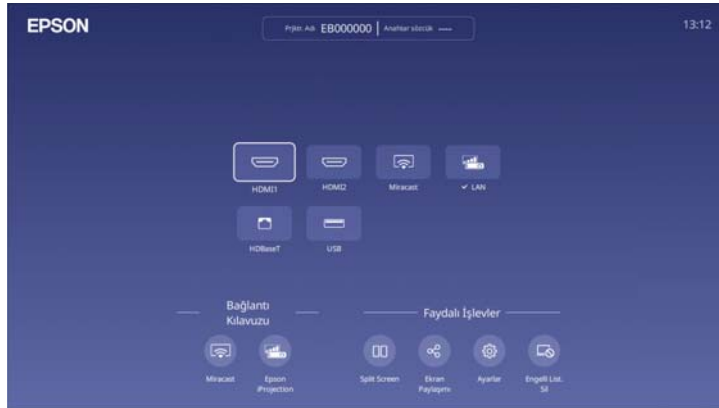 EPSON
Prjktr. Adı EB000000 | Anahtar sözcük ----
13:12
HDMI1 HDMI2 Miracast ✔ LAN
HDBaseT USB
Bağlantı
Kılavuzu
Faydalı İşlevler
Miracast Epson
iProjection
Split Screen Ekran
Paylaşımı
Ayarlar Engelli List.
Sil